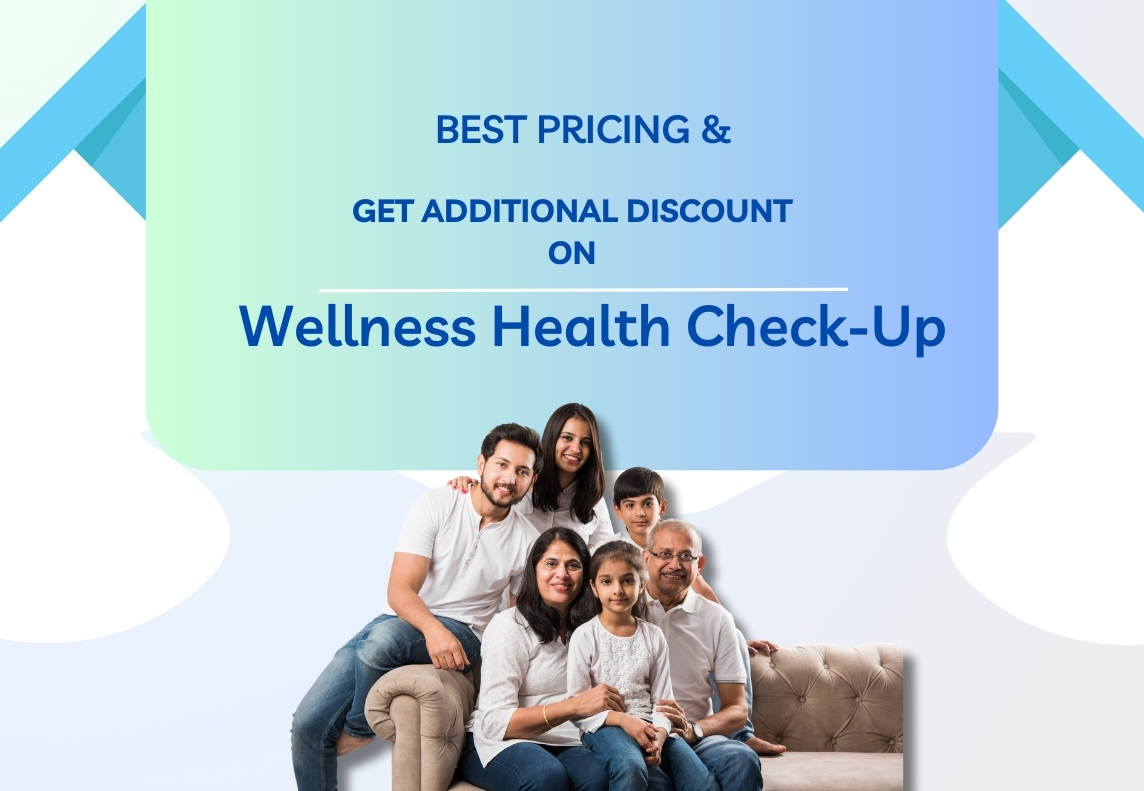 BEST PRICING &
GET ADDITIONAL DISCOUNT
ON
Wellness Health Check-Up